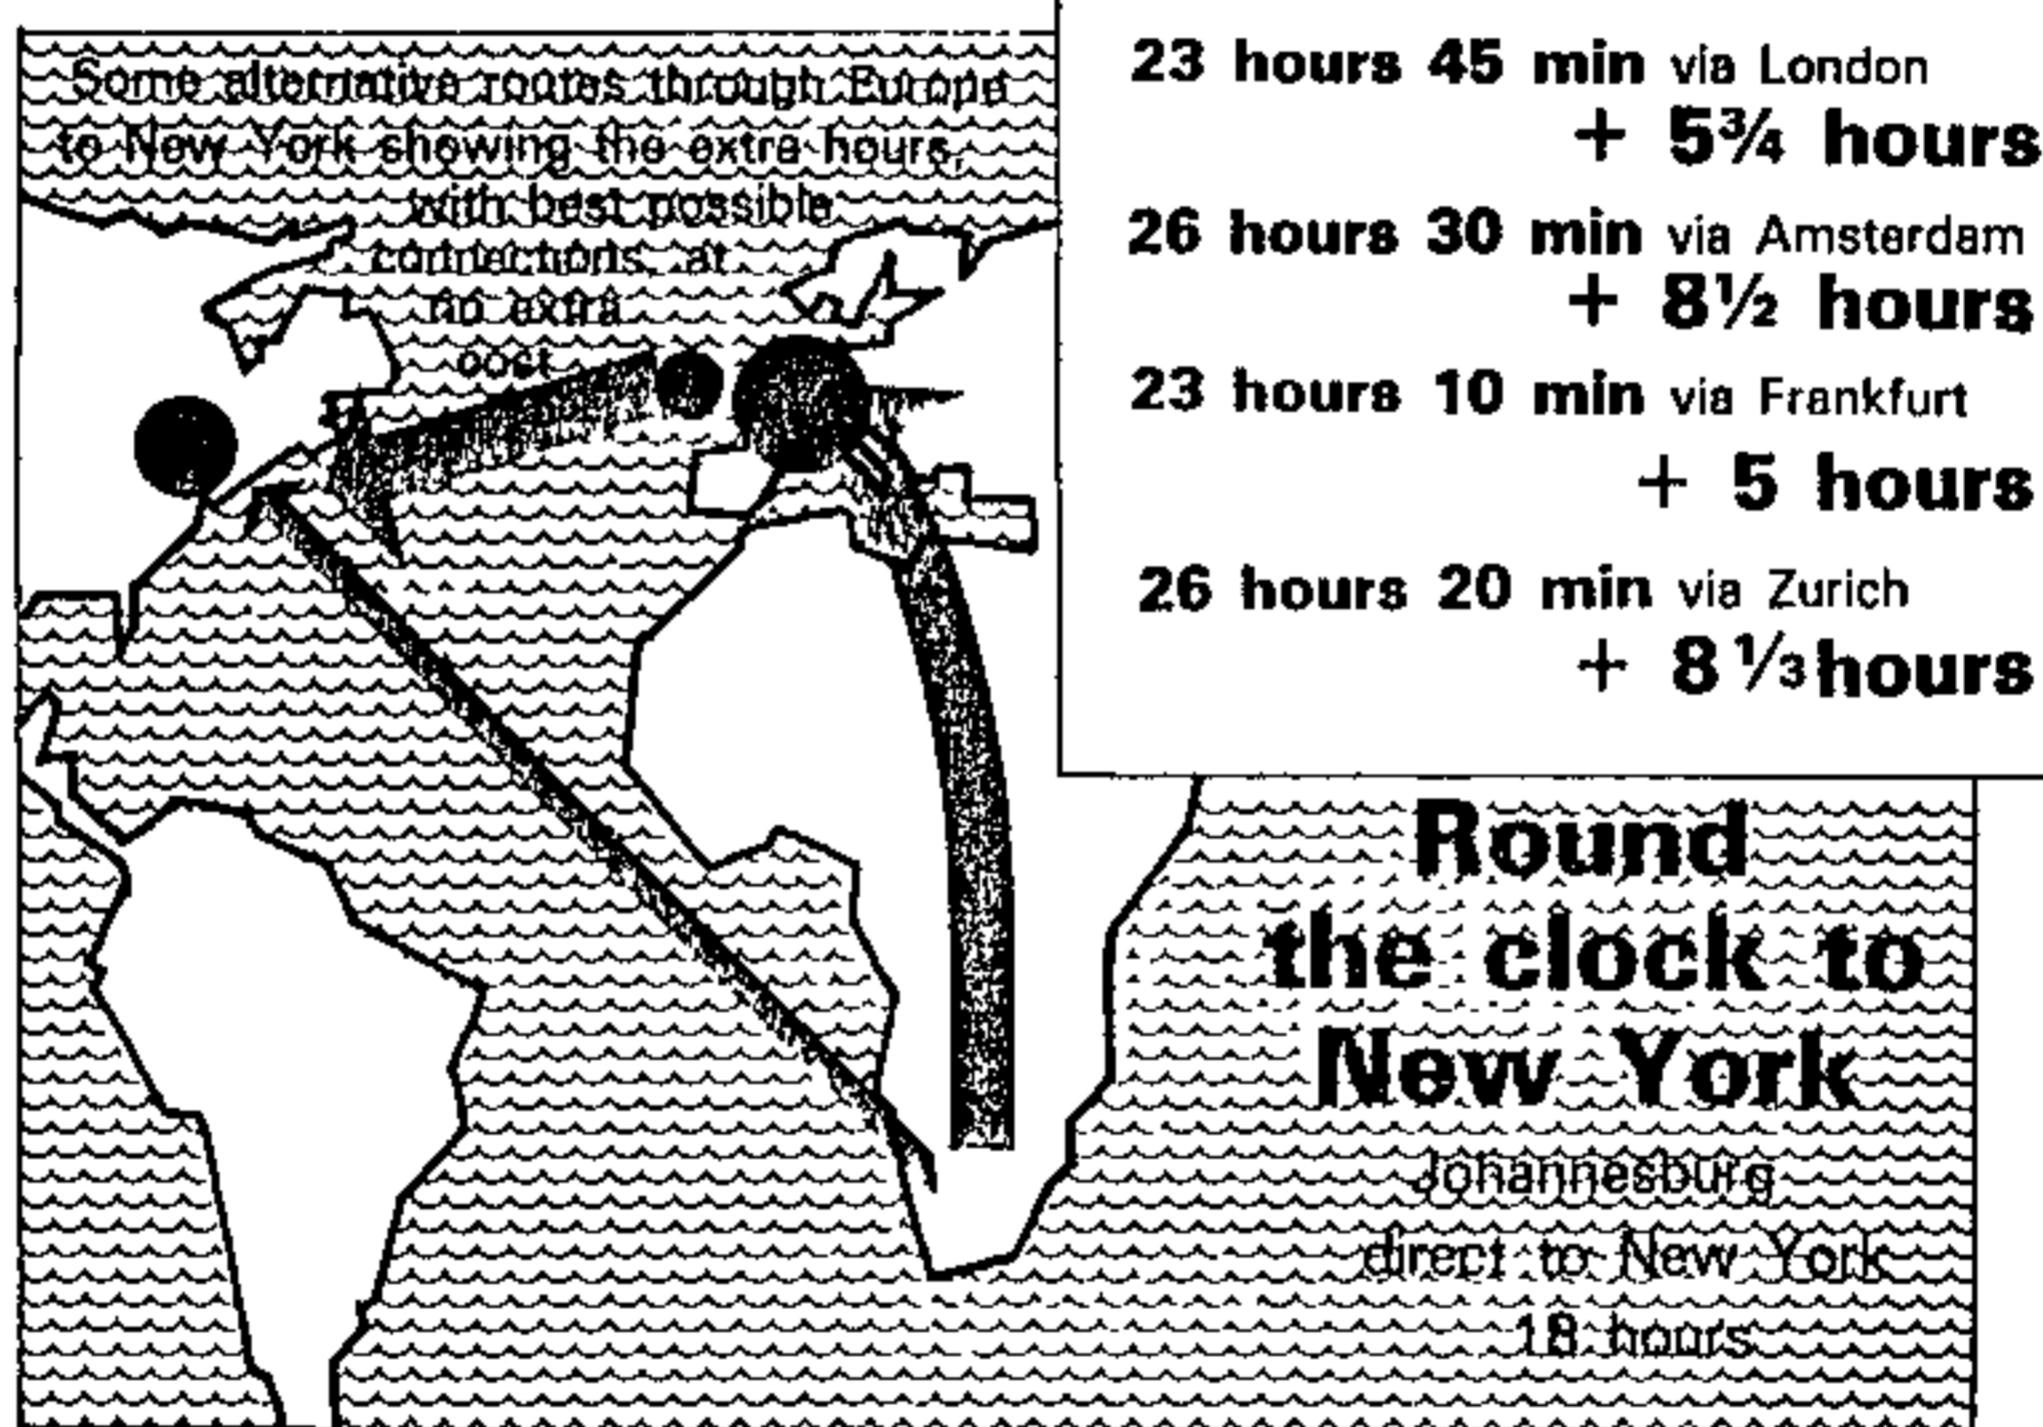 Some alternative routes through Europe
to New York showing the extra hours,
with best possible
connections, at
no extra
cost
23 hours 45 min via London
+ 5¾ hours
26 hours 30 min via Amsterdam
+ 8½ hours
23 hours 10 min via Frankfurt
+ 5 hours
26 hours 20 min via Zurich
+ 8⅓ hours
Round
the clock to
New York
Johannesburg
direct to New York
18 hours